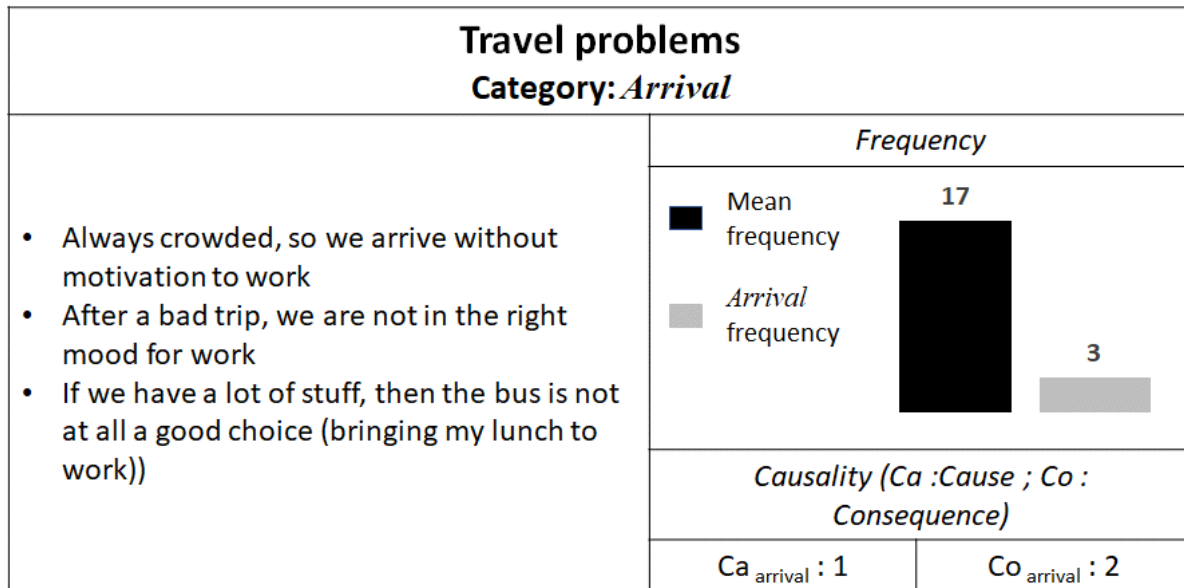 Travel problems
Category: Arrival
• Always crowded, so we arrive without
motivation to work
• After a bad trip, we are not in the right
mood for work
• If we have a lot of stuff, then the bus is not
at all a good choice (bringing my lunch to
work))
Frequency
Mean
frequency
Arrival
frequency
17
3
Causality (Ca :Cause ; Co :
Consequence)
Ca arrival : 1
Co arrival : 2